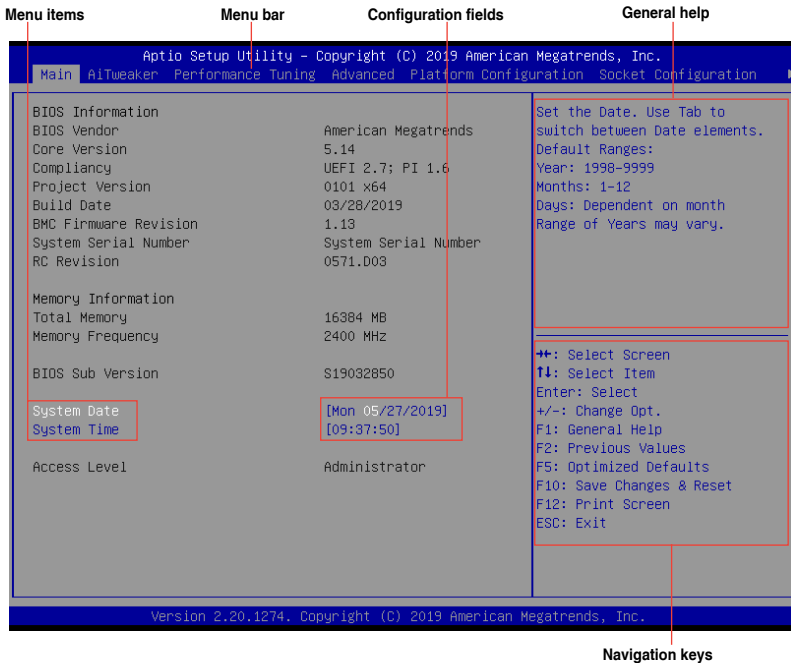 Menu items Menu bar Configuration fields General help
Aptio Setup Utility – Copyright (C) 2019 American Megatrends, Inc.
Main AiTweaker Performance Tuning Advanced Platform Configuration Socket Configuration
BIOS Information
BIOS Vendor American Megatrends
Core Version 5.14
Compliancy UEFI 2.7; PI 1.6
Project Version 0101 x64
Build Date 03/28/2019
BMC Firmware Revision 1.13
System Serial Number System Serial Number
RC Revision 0571.D03
Memory Information
Total Memory 16384 MB
Memory Frequency 2400 MHz
BIOS Sub Version S19032850
System Date [Mon 05/27/2019]
System Time [09:37:50]
Access Level Administrator
Set the Date. Use Tab to
switch between Date elements.
Default Ranges:
Year: 1998-9999
Months: 1-12
Days: Dependent on month
Range of Years may vary.
→←: Select Screen
↑↓: Select Item
Enter: Select
+/-: Change Opt.
F1: General Help
F2: Previous Values
F5: Optimized Defaults
F10: Save Changes & Reset
F12: Print Screen
ESC: Exit
Version 2.20.1274. Copyright (C) 2019 American Megatrends, Inc.
Navigation keys